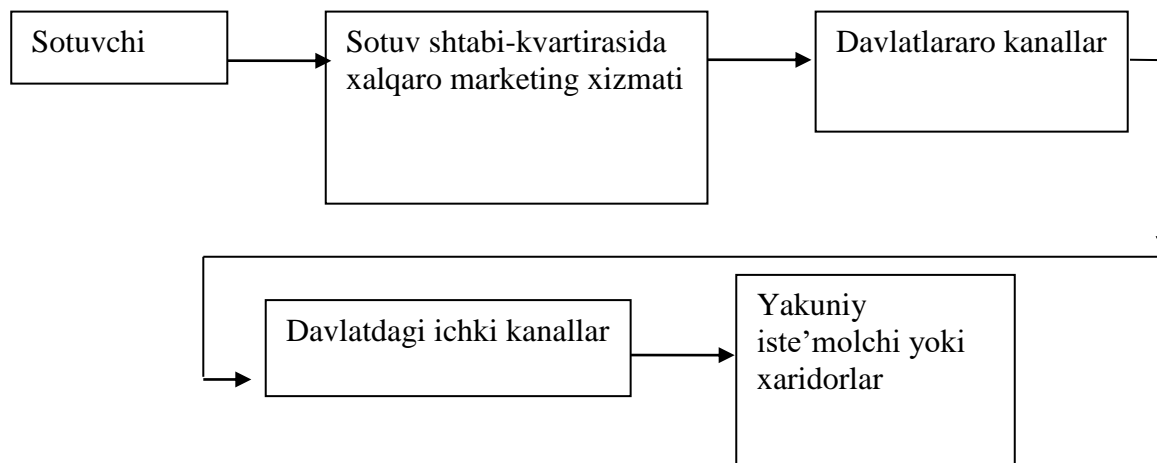 Sotuvchi
Sotuv shtabi-kvartirasida
xalqaro marketing xizmati
Davlatlararo kanallar
Davlatdagi ichki kanallar
Yakuniy
iste’molchi yoki
xaridorlar